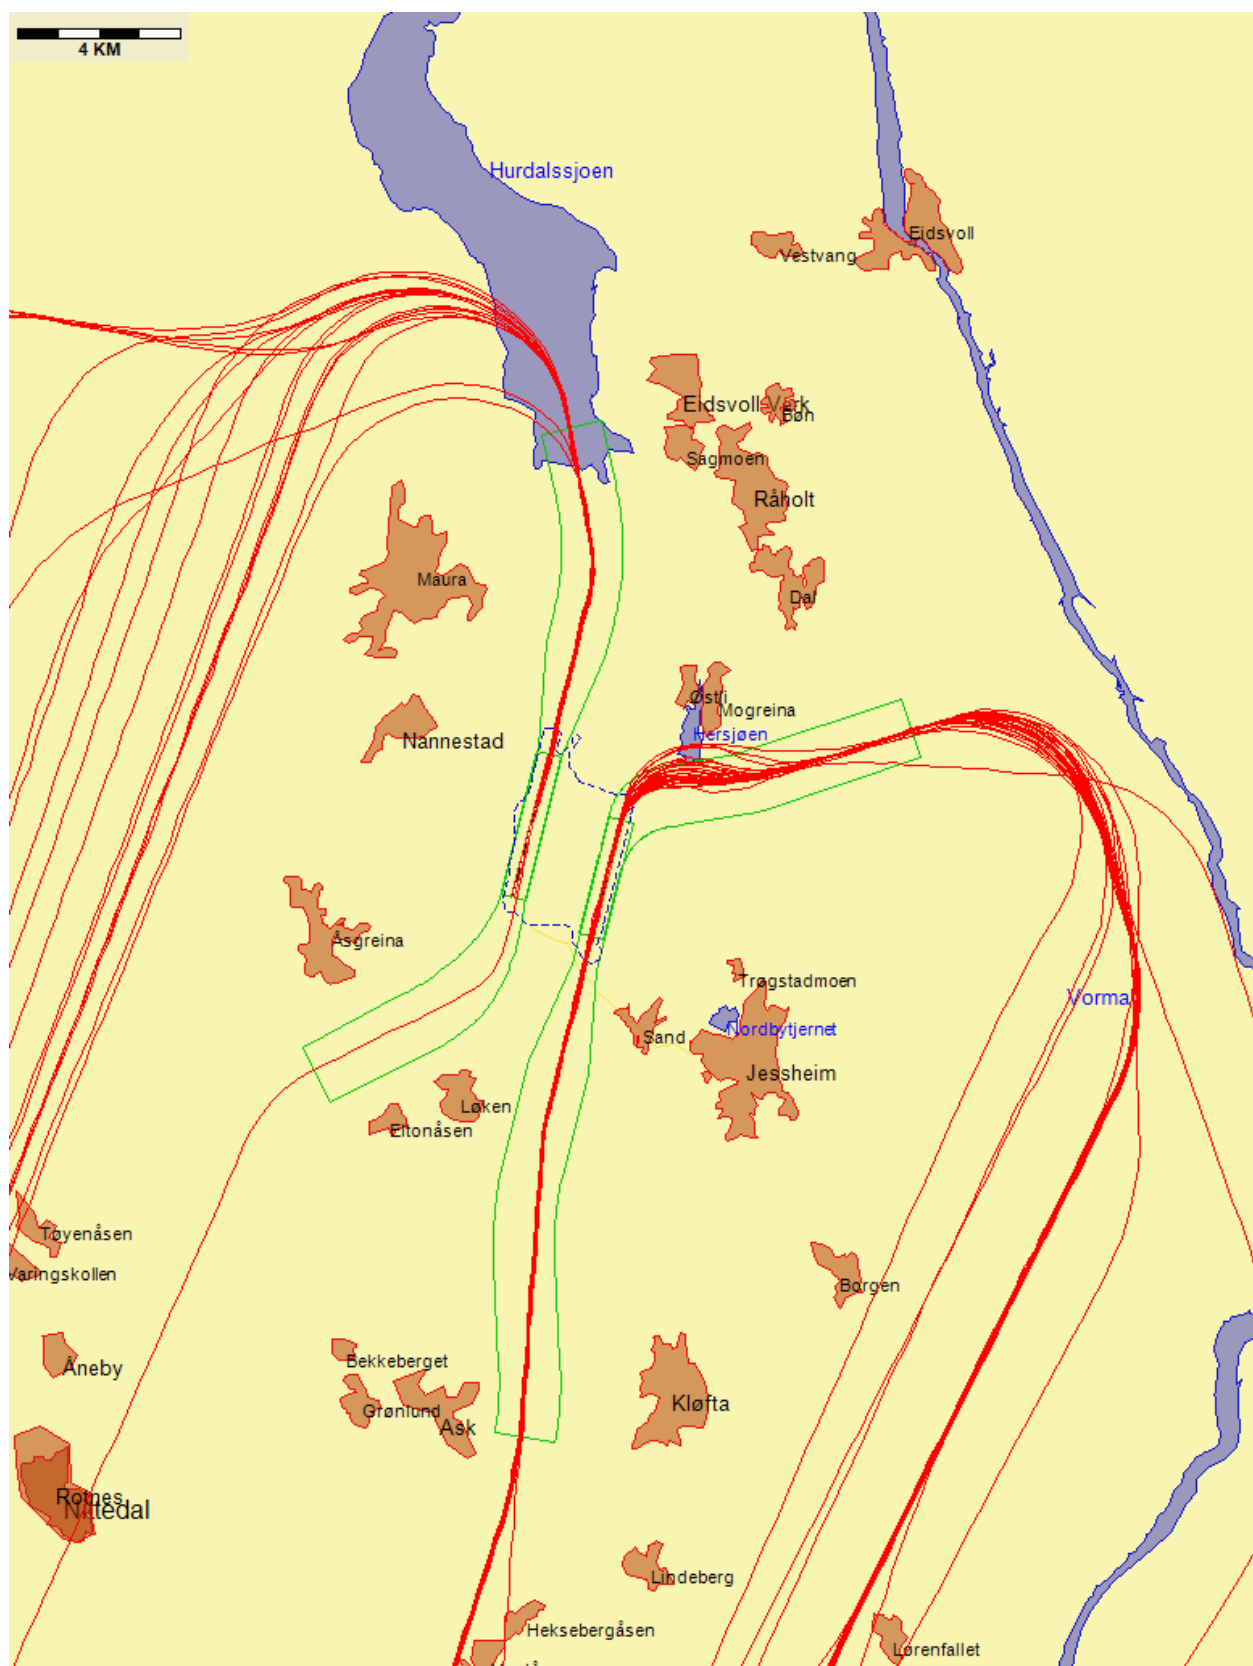 4 KM
Hurdalssjoen
Eidsvoll
Vestvang
Eidsvoll Verk
Bøn
Sagmoen
Råholt
Maura
Dal
Østli
Mogreina
Hersjøen
Nannestad
Åsgreina
Trøgstadmoen
Vorma
Nordbytjernet
Sand
Jessheim
Løken
Eltonåsen
Tøyenåsen
Varingskollen
Borgen
Bekkeberget
Åneby
Grønlund
Kløfta
Ask
Rotnes
Nittedal
Lindeberg
Heksebergåsen
Lørenfallet